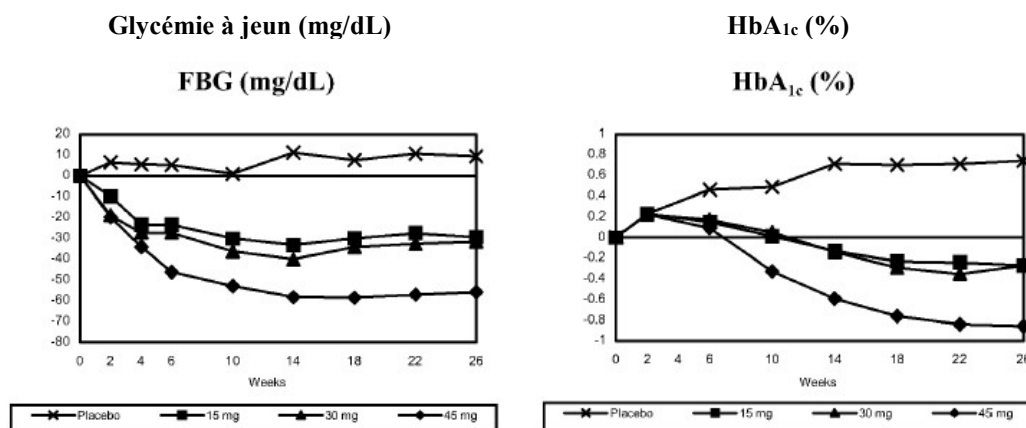 Glycémie à jeun (mg/dL)
FBG (mg/dL)
20
10
0
-10
-20
-30
-40
-50
-60
-70
-80
0 2 4 6 10 14 18 22 26
Weeks
Placebo 15 mg 30 mg 45 mg
HbA1c (%)
HbA1c (%)
1
0.8
0.6
0.4
0.2
0
-0.2
-0.4
-0.6
-0.8
-1
0 2 4 6 10 14 18 22 26
Weeks
Placebo 15 mg 30 mg 45 mg